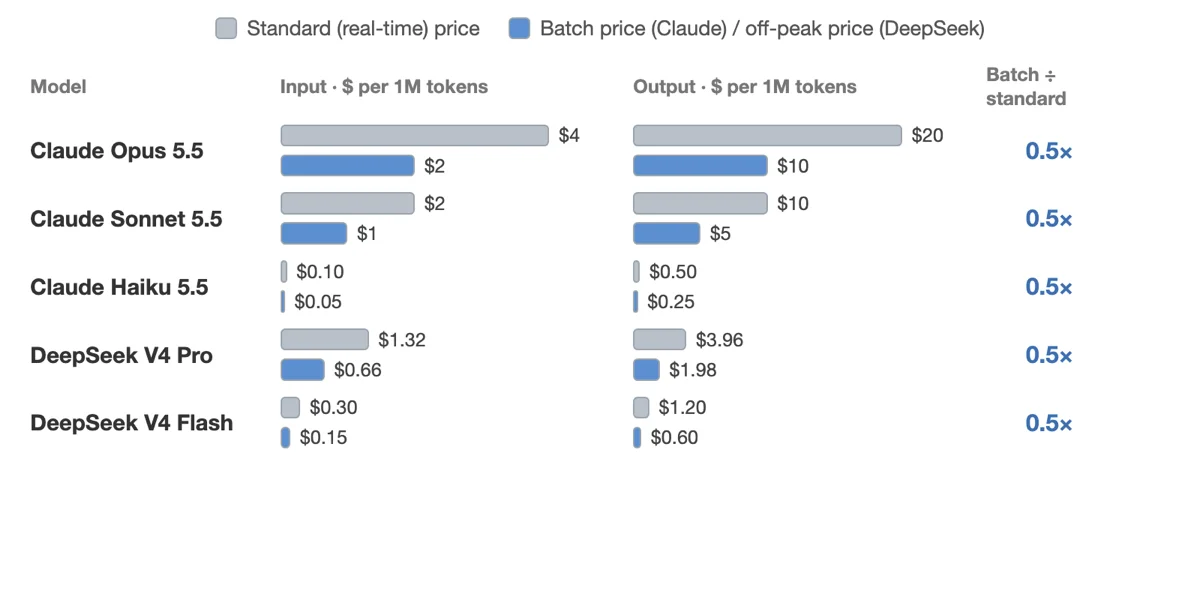 Standard (real-time) price
Batch price (Claude) / off-peak price (DeepSeek)
Model
Input · $ per 1M tokens
Output · $ per 1M tokens
Batch ÷
standard
Claude Opus 5.5
$4
$2
$20
$10
0.5×
Claude Sonnet 5.5
$2
$1
$10
$5
0.5×
Claude Haiku 5.5
$0.10
$0.05
$0.50
$0.25
0.5×
DeepSeek V4 Pro
$1.32
$0.66
$3.96
$1.98
0.5×
DeepSeek V4 Flash
$0.30
$0.15
$1.20
$0.60
0.5×